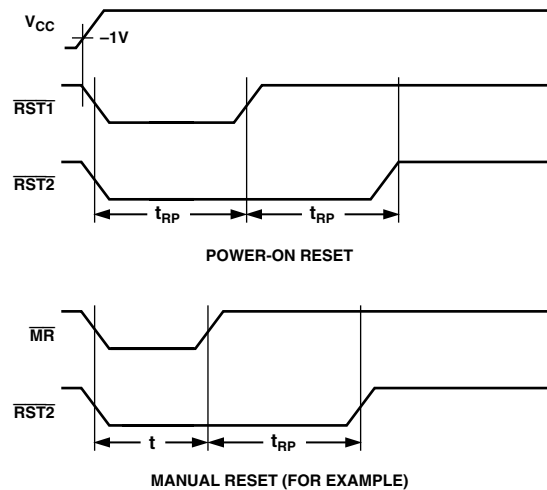 VCC
–1V
RST1
RST2
tRP
tRP
POWER-ON RESET
MR
RST2
t
tRP
MANUAL RESET (FOR EXAMPLE)